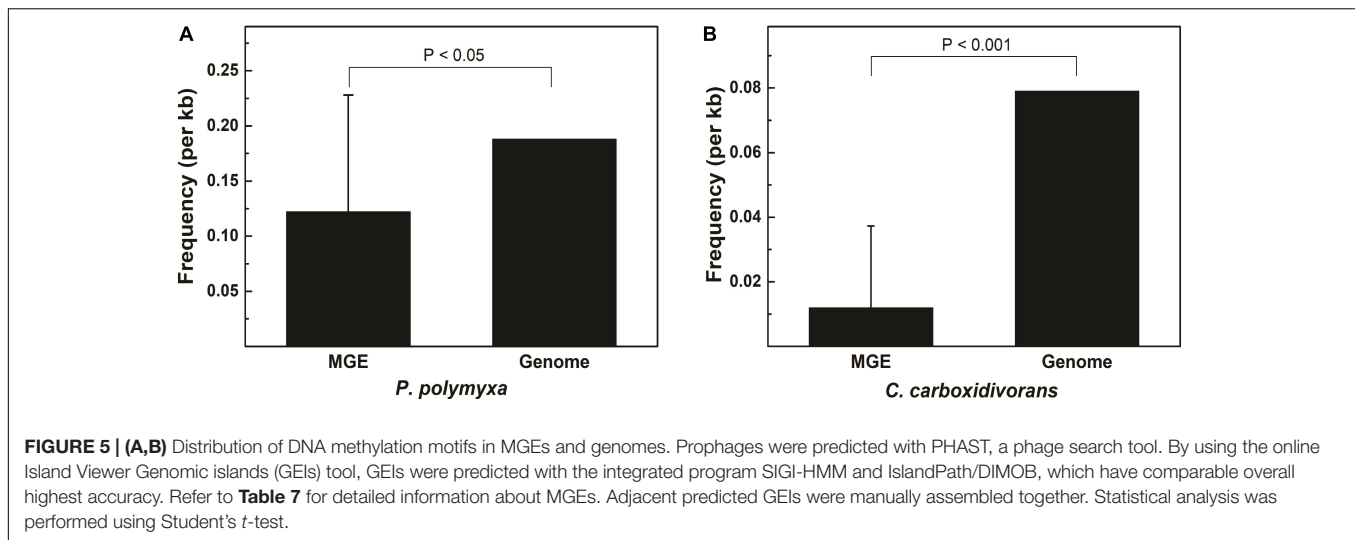 A
P < 0.05
Frequency (per kb)
0.25
0.20
0.15
0.10
0.05
MGE Genome
P. polymyxa
B
P < 0.001
Frequency (per kb)
0.08
0.06
0.04
0.02
MGE Genome
C. carboxidivorans
FIGURE 5 | (A,B) Distribution of DNA methylation motifs in MGEs and genomes. Prophages were predicted with PHAST, a phage search tool. By using the online
Island Viewer Genomic islands (GEIs) tool, GEIs were predicted with the integrated program SIGI-HMM and IslandPath/DIMOB, which have comparable overall
highest accuracy. Refer to Table 7 for detailed information about MGEs. Adjacent predicted GEIs were manually assembled together. Statistical analysis was
performed using Student's t-test.